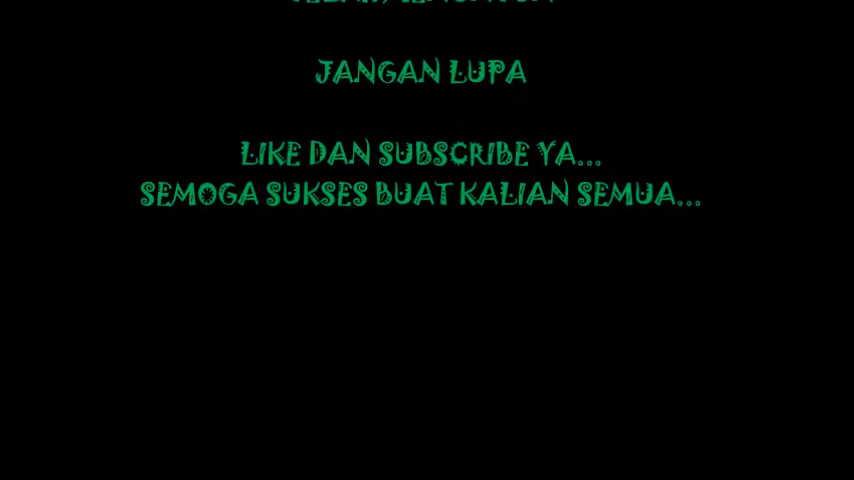 JANGAN LUPA
LIKE DAN SUBSCRIBE YA...
SEMOGA SUKSES BUAT KALIAN SEMUA...